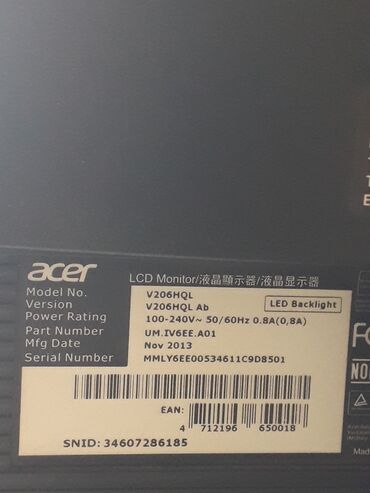 acer
LCD Monitor/液晶顯示器/液晶显示器
Model No. V206HQL
Version V206HQL Ab
LED Backlight
Power Rating 100-240V~ 50/60Hz 0.8A(0,8A)
Part Number UM.IV6EE.A01
Mfg Date Nov 2013
Serial Number MMLY6EE00534611C9D8501
EAN:
4 712196 650018
SNID: 34607286185